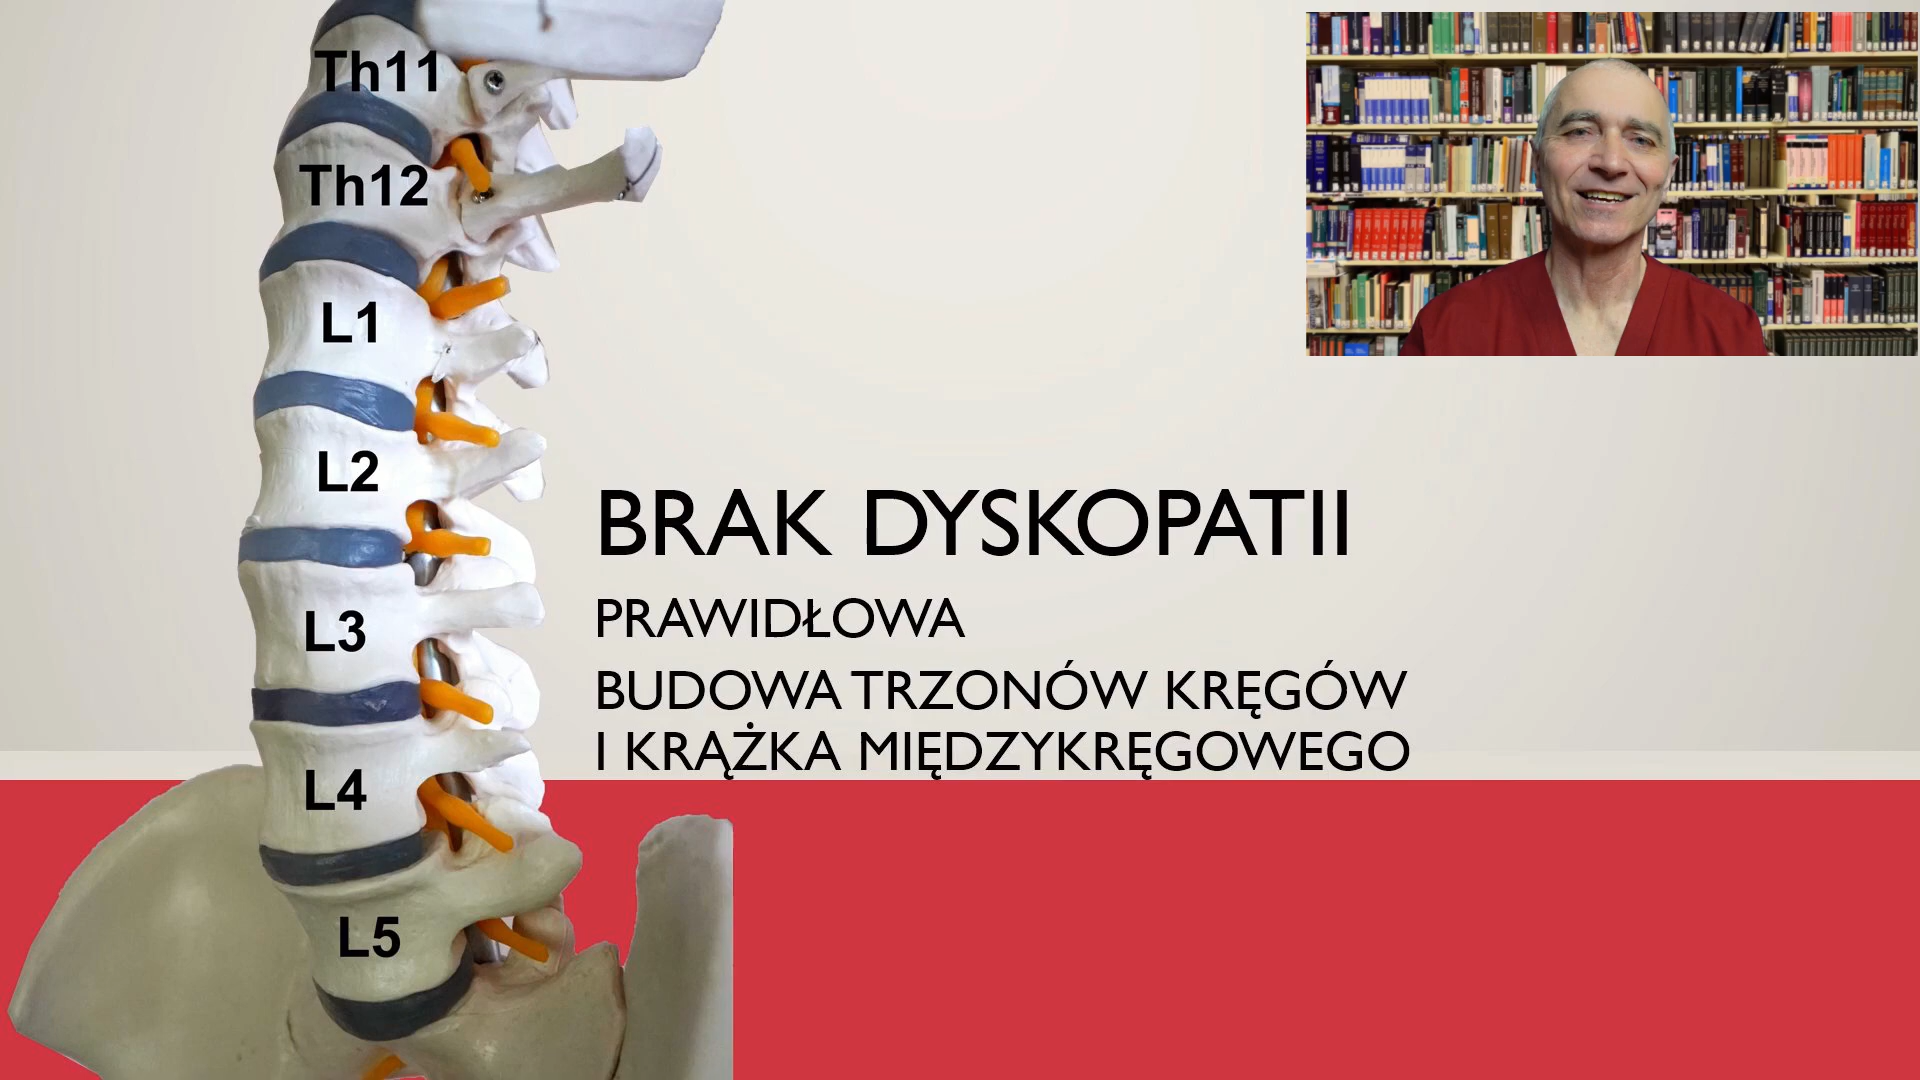 Th11
Th12
L1
L2
L3
L4
L5
BRAK DYSKOPATII
PRAWIDŁOWA
BUDOWA TRZONÓW KRĘGÓW
I KRĄŻKA MIĘDZYKRĘGOWEGO